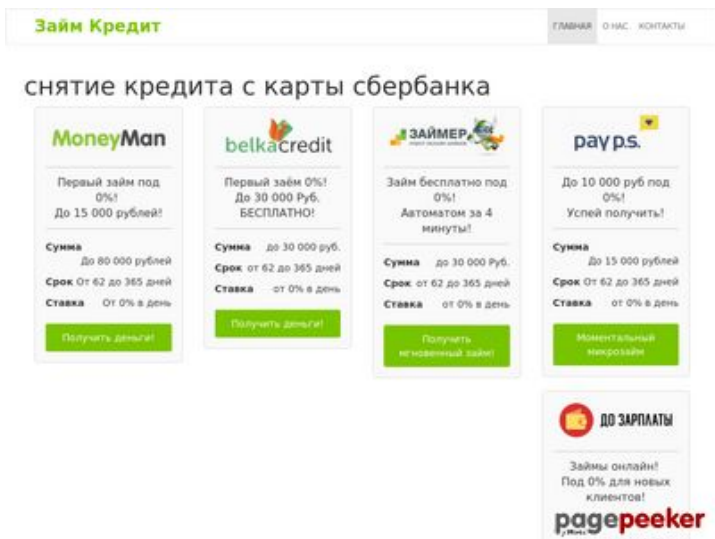 Займ Кредит
ГЛАВНАЯ О НАС КОНТАКТЫ
снятие кредита с карты сбербанка
MoneyMan
Первый займ под
0%!
До 15 000 рублей!
Сумма
До 80 000 рублей
Срок От 62 до 365 дней
Ставка От 0% в день
Получить деньги!
belkacredit
Первый заём 0%!
До 30 000 Руб.
БЕСПЛАТНО!
Сумма до 30 000 руб.
Срок от 62 до 365 дней
Ставка от 0% в день
Получить деньги!
ЗАЙМЕР
Займ бесплатно под
0%!
Автоматом за 4
минуты!
Сумма до 30 000 Руб.
Срок от 62 до 365 дней
Ставка от 0% в день
Получить
мгновенный займ!
pay p.s.
До 10 000 руб под
0%!
Успей получить!
Сумма
До 15 000 рублей
Срок От 62 до 365 дней
Ставка от 0% в день
Моментальный
микрозайм
ДО ЗАРПЛАТЫ
Займы онлайн!
Под 0% для новых
клиентов!
pagepeeker